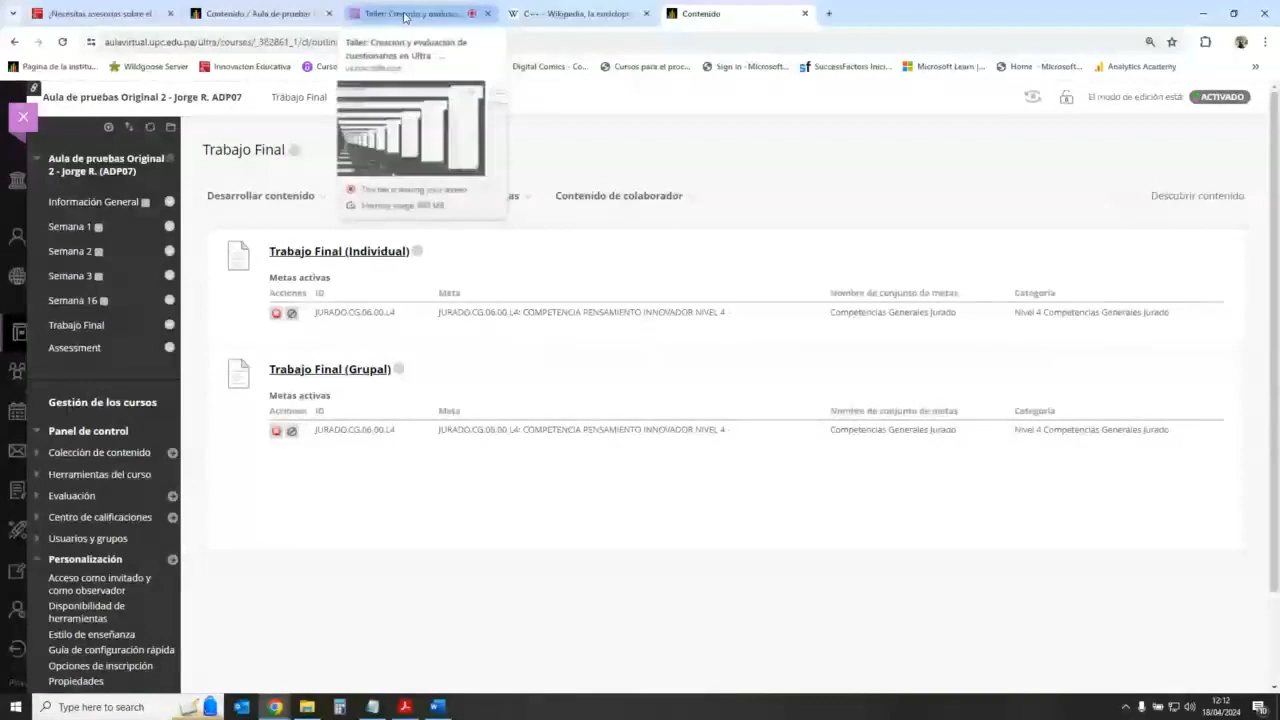 ¿Necesitas asesorías sobre el
Contenido / Aula de pruebas
Taller: Creación y evaluac
C++ - Wikipedia, la enciclop
Contenido
aulavirtual.upc.edu.pe/ultra/courses/_382861_1/cl/outlin
Página de la institu...
Wildgoose Server
Innovacion Educativa
Curso
Digital Comics - Co...
Cursos para el proc...
Sign in - Microsoft...
SuccessFactors Inici...
Microsoft Learn |...
Home - Microsoft...
Analytics Academy
»
Taller: Creación y evaluación de
cuestionarios en Ultra ...
Memory usage:
Aula de pruebas Original 2 - Jorge R. ADP07
Trabajo Final
El modo de edición está:
ACTIVADO
Aula de pruebas Original
2 - Jorge R. (ADP07)
Información General
Semana 1
Semana 2
Semana 3
Semana 16
Trabajo Final
Assessment
Gestión de los cursos
Panel de control
Colección de contenido
Herramientas del curso
Evaluación
Centro de calificaciones
Usuarios y grupos
Personalización
Acceso como invitado y
como observador
Disponibilidad de
herramientas
Estilo de enseñanza
Guía de configuración rápida
Opciones de inscripción
Propiedades
Trabajo Final
Desarrollar contenido
as
Contenido de colaborador
Descubrir contenido
Trabajo Final (Individual)
Metas activas
Acciones ID Meta Nombre de conjunto de metas Categoría
JURADO.CG.06.00.L4 JURADO.CG.06.00.L4: COMPETENCIA PENSAMIENTO INNOVADOR NIVEL 4 - Competencias Generales Jurado Nivel 4 Competencias Generales Jurado
Trabajo Final (Grupal)
Metas activas
Acciones ID Meta Nombre de conjunto de metas Categoría
JURADO.CG.06.00.L4 JURADO.CG.06.00.L4: COMPETENCIA PENSAMIENTO INNOVADOR NIVEL 4 - Competencias Generales Jurado Nivel 4 Competencias Generales Jurado
Type here to search
12:12
18/04/2024